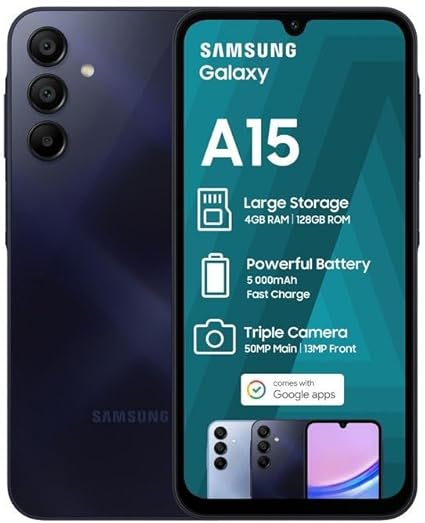 SAMSUNG
Galaxy
A15
Large Storage
4GB RAM | 128GB ROM
Powerful Battery
5 000mAh
Fast Charge
Triple Camera
50MP Main | 13MP Front
comes with
Google apps
SAMSUNG